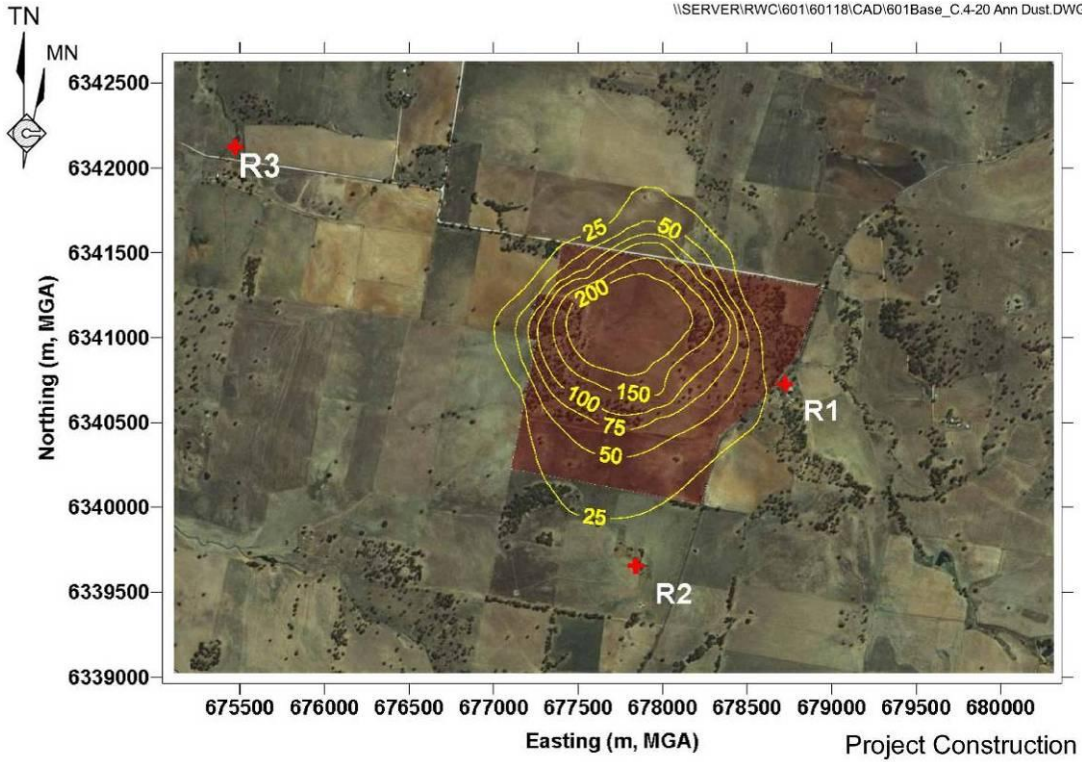 \\SERVER\RWC\601\60118\CAD\601Base_C.4-20 Ann Dust.DWG
TN
MN
6342500
6342000
6341500
6341000
6340500
6340000
6339500
6339000
Northing (m, MGA)
R3
25
50
200
150
100
75
50
25
R1
R2
675500 676000 676500 677000 677500 678000 678500 679000 679500 680000
Easting (m, MGA)
Project Construction